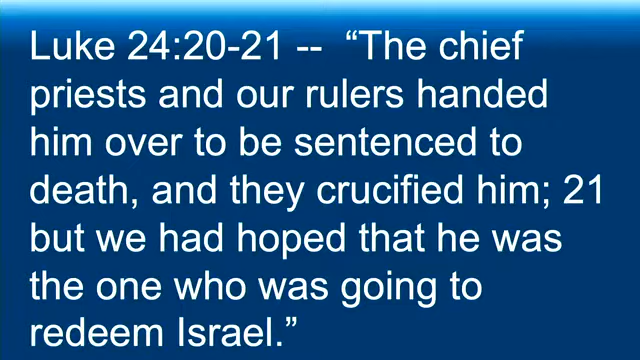 Luke 24:20-21 --  “The chief
priests and our rulers handed
him over to be sentenced to
death, and they crucified him; 21
but we had hoped that he was
the one who was going to
redeem Israel.”